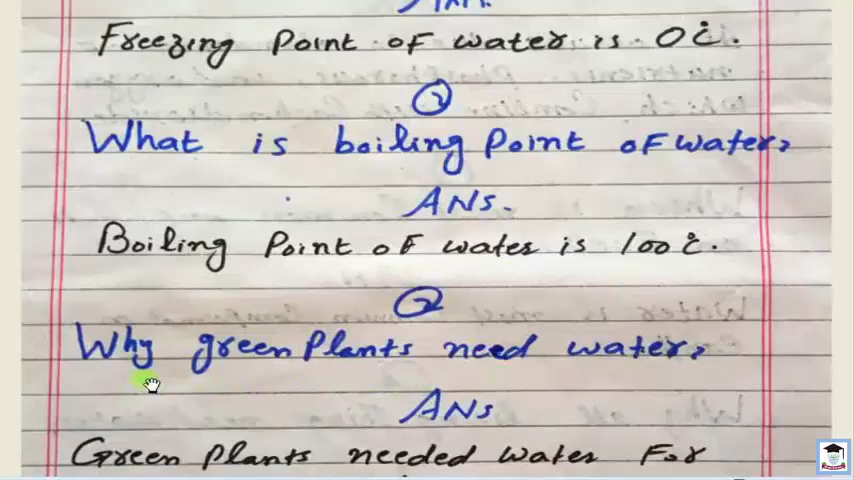 Freezing Point of water is 0°C.
Q
What is boiling Point of water?
ANs.
Boiling Point of water is 100°C.
Q
Why green Plants need water?
ANs
Green Plants needed water For